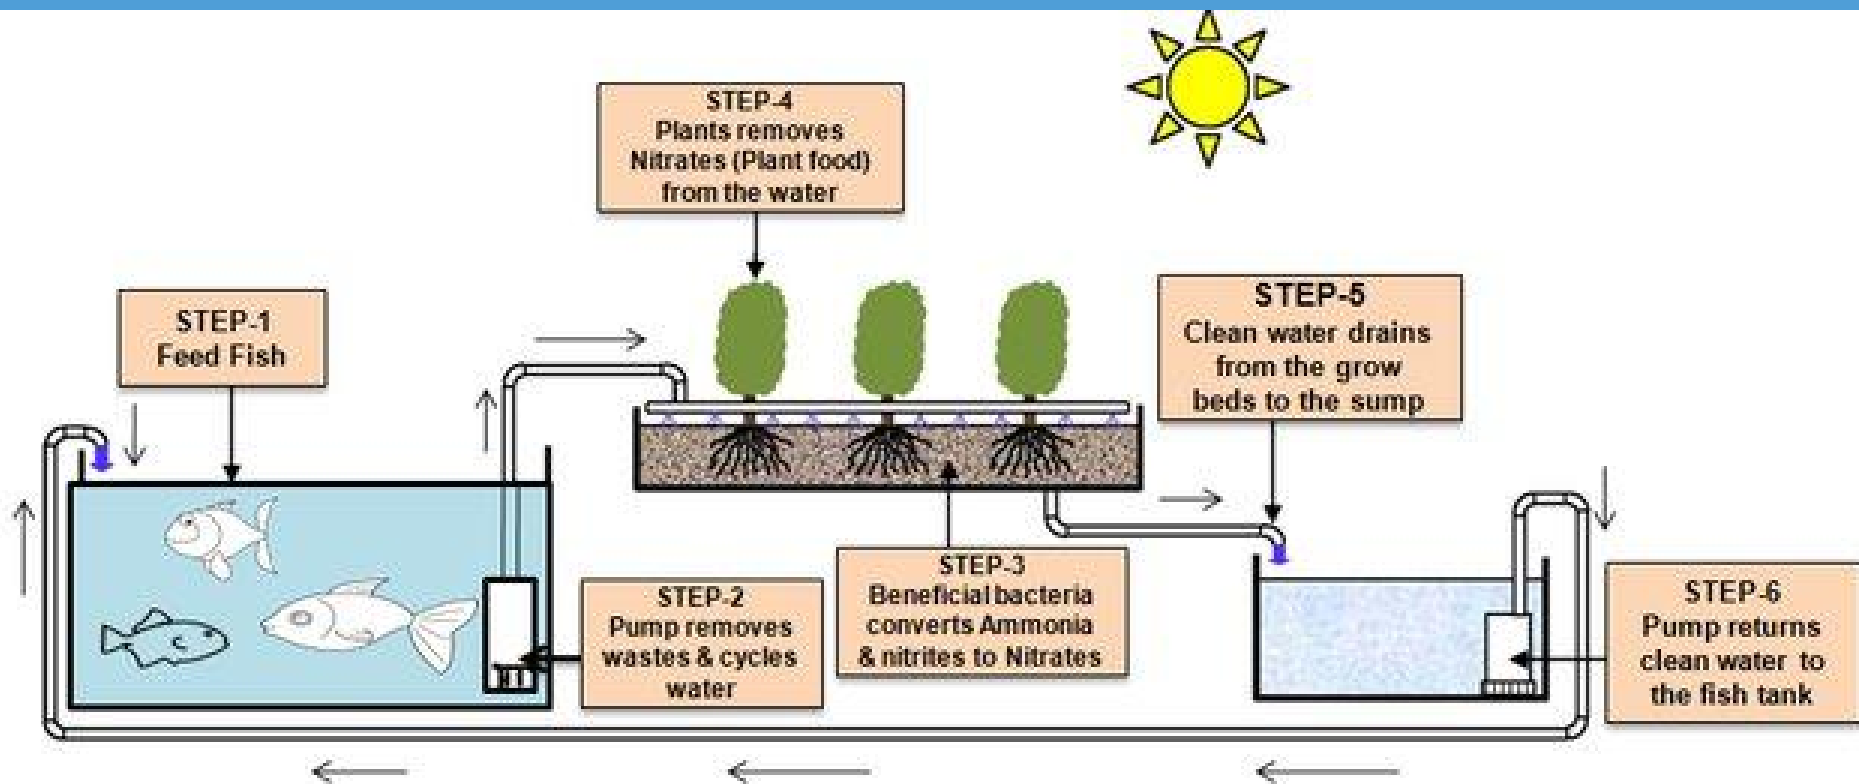 STEP-1
Feed Fish
STEP-2
Pump removes
wastes & cycles
water
STEP-3
Beneficial bacteria
converts Ammonia
& nitrites to Nitrates
STEP-4
Plants removes
Nitrates (Plant food)
from the water
STEP-5
Clean water drains
from the grow
beds to the sump
STEP-6
Pump returns
clean water to
the fish tank